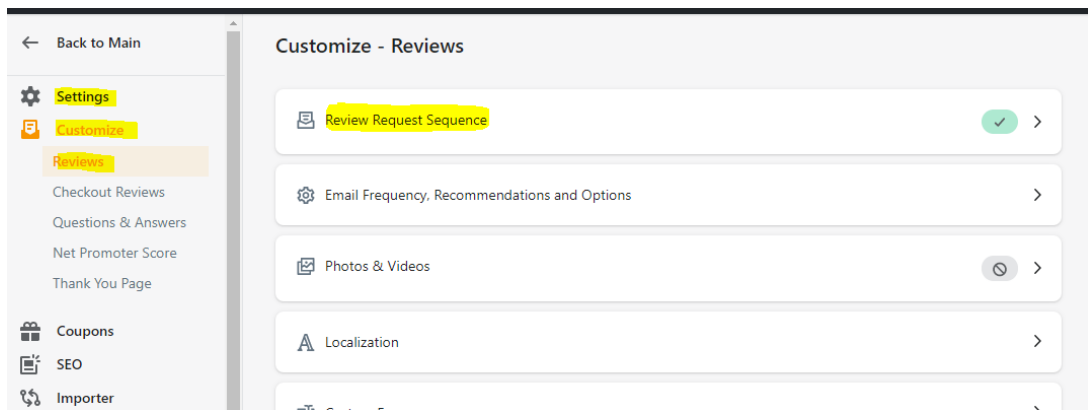 Back to Main
Settings
Customize
Reviews
Checkout Reviews
Questions & Answers
Net Promoter Score
Thank You Page
Coupons
SEO
Importer
Customize - Reviews
Review Request Sequence
Email Frequency, Recommendations and Options
Photos & Videos
Localization